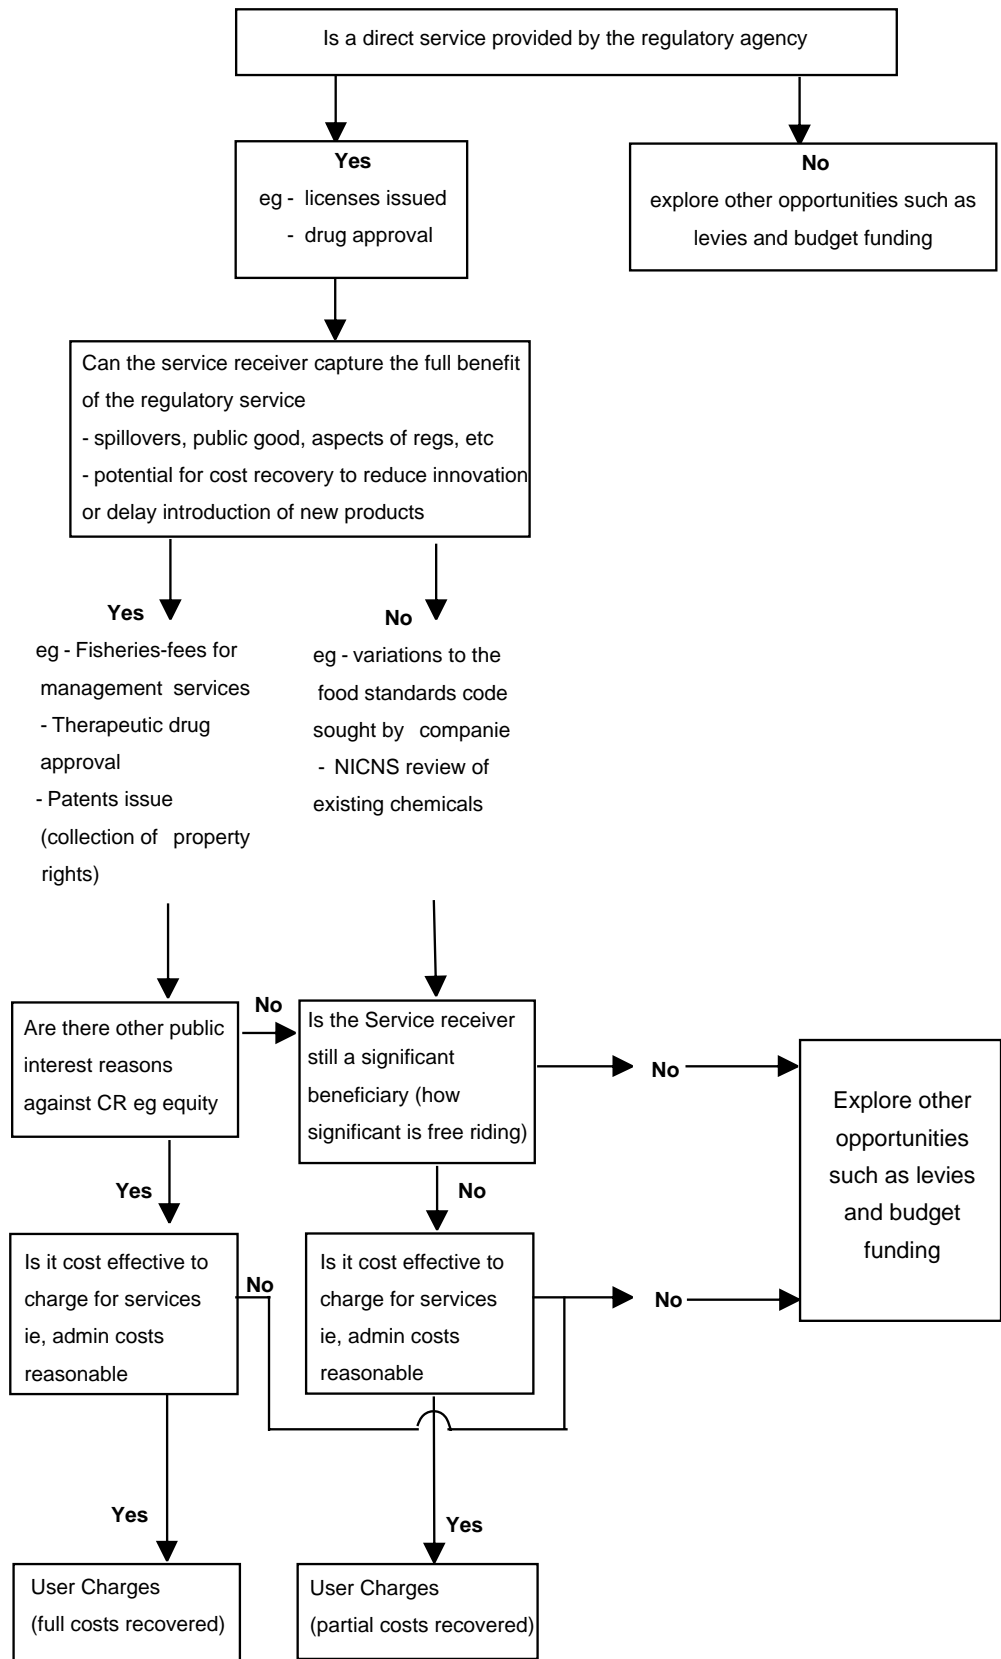 Is a direct service provided by the regulatory agency
Yes
eg - licenses issued
- drug approval
No
explore other opportunities such as
levies and budget funding
Can the service receiver capture the full benefit
of the regulatory service
- spillovers, public good, aspects of regs, etc
- potential for cost recovery to reduce innovation
or delay introduction of new products
Yes
eg - Fisheries-fees for
management services
- Therapeutic drug
approval
- Patents issue
(collection of property
rights)
No
eg - variations to the
food standards code
sought by companie
- NICNS review of
existing chemicals
Are there other public
interest reasons
against CR eg equity
No
Is the Service receiver
still a significant
beneficiary (how
significant is free riding)
No
Explore other
opportunities
such as levies
and budget
funding
Yes
No
Is it cost effective to
charge for services
ie, admin costs
reasonable
No
Is it cost effective to
charge for services
ie, admin costs
reasonable
No
Yes
Yes
User Charges
(full costs recovered)
User Charges
(partial costs recovered)